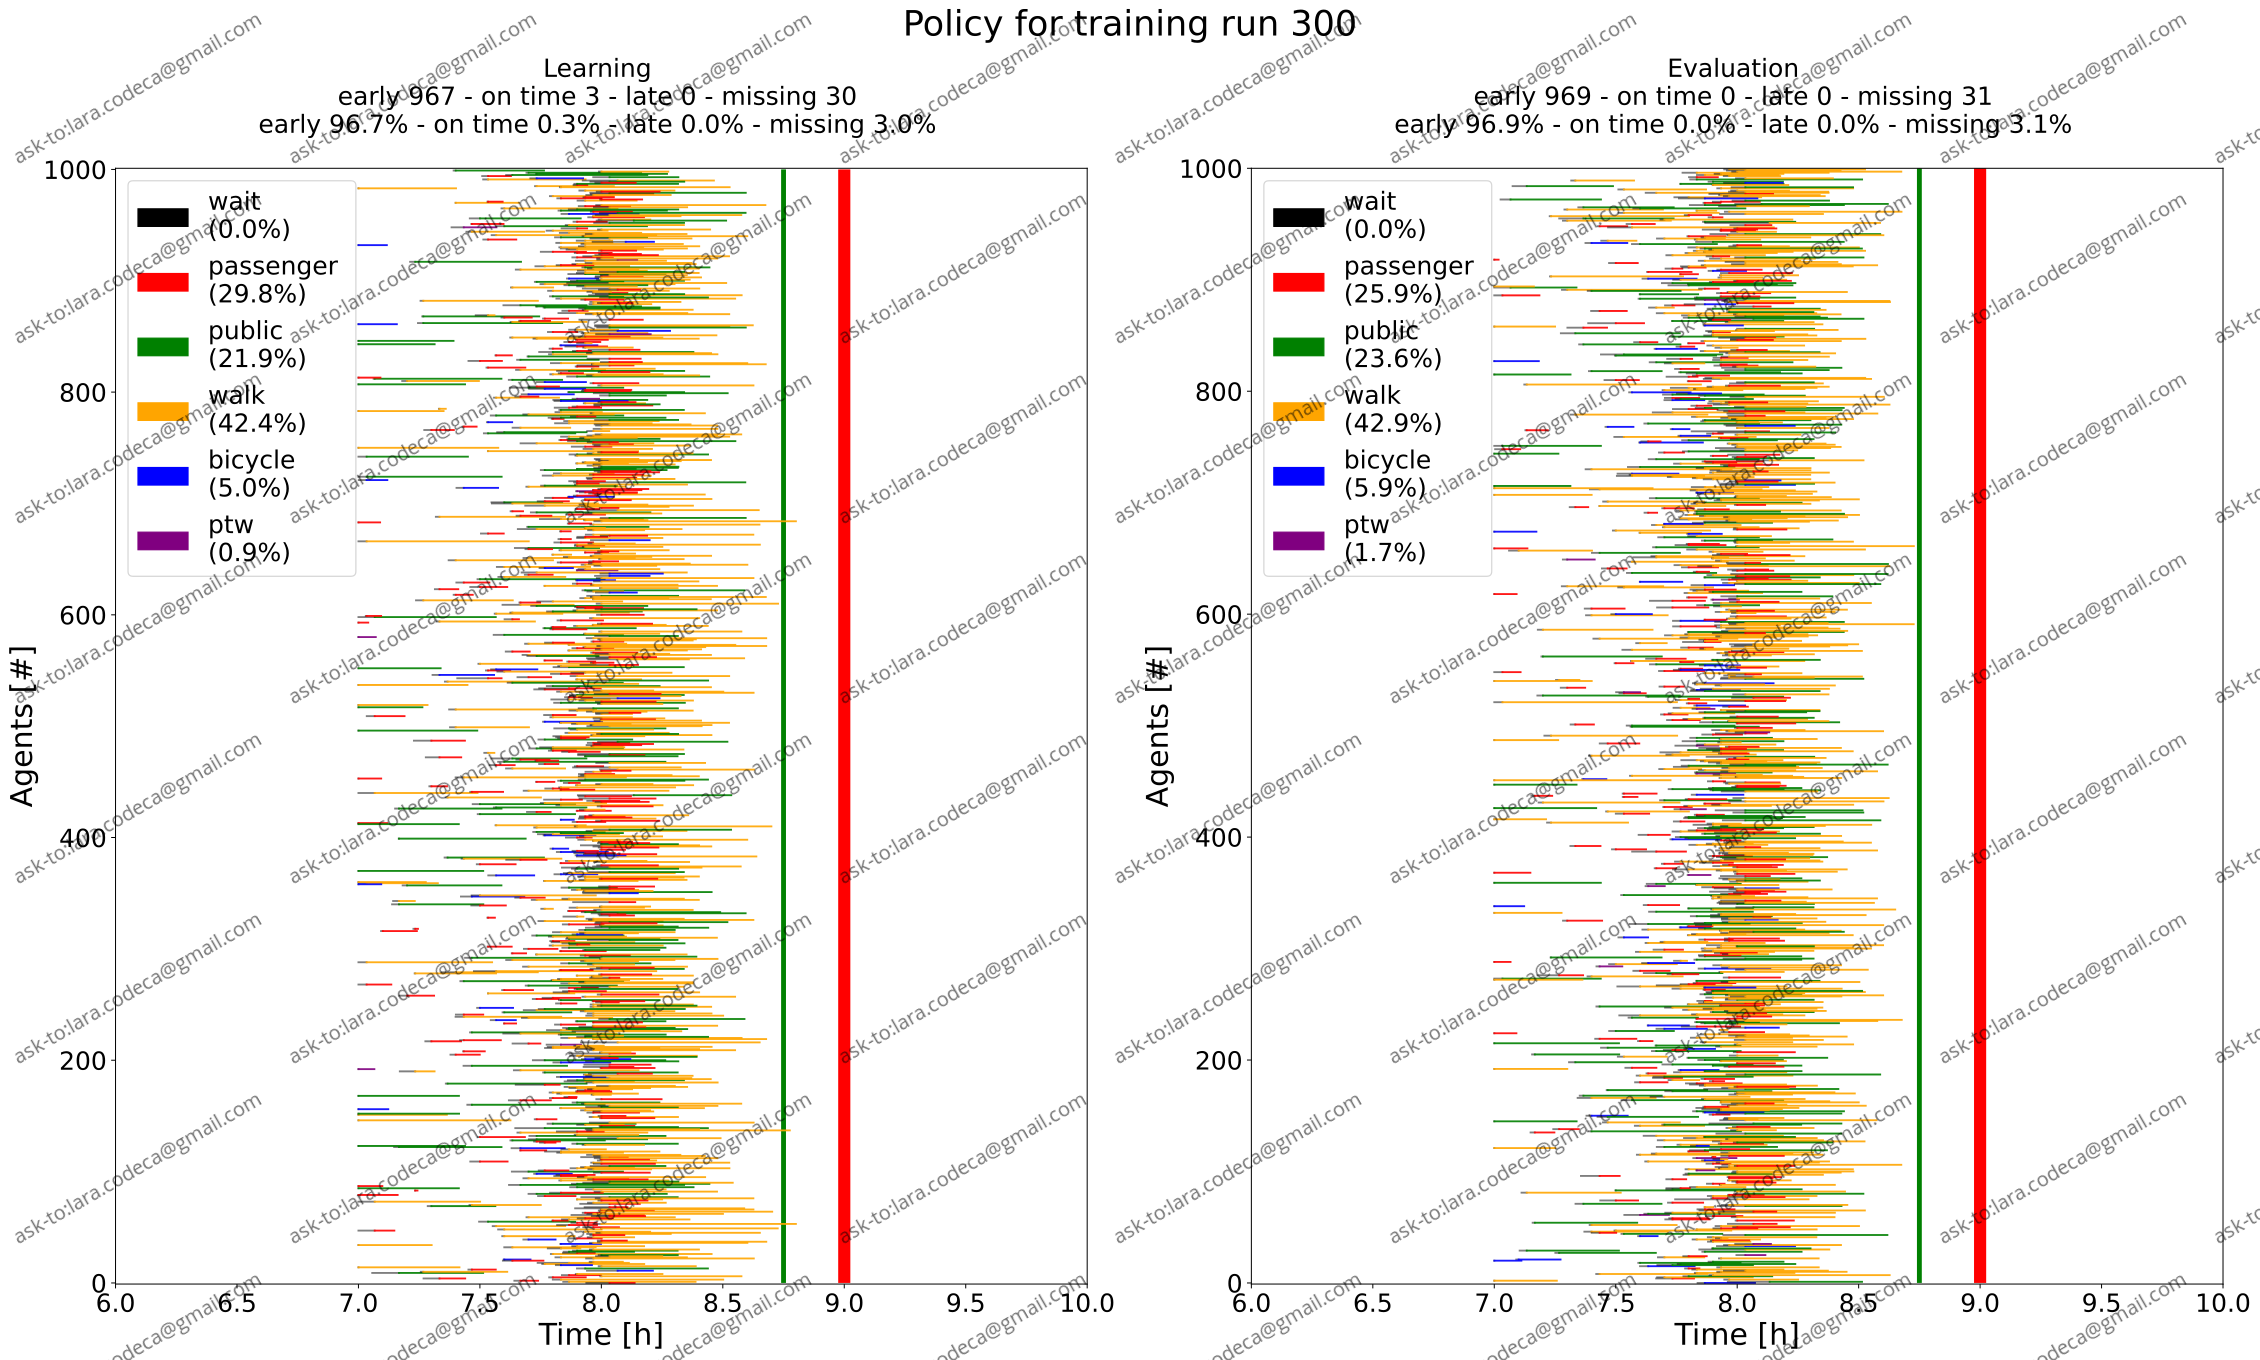 Policy for training run 300
Learning
early 967 - on time 3 - late 0 - missing 30
early 96.7% - on time 0.3% - late 0.0% - missing 3.0%
1000
800
600
400
200
0
Agents [#]
wait
(0.0%)
passenger
(29.8%)
public
(21.9%)
walk
(42.4%)
bicycle
(5.0%)
ptw
(0.9%)
6.0 6.5 7.0 7.5 8.0 8.5 9.0 9.5 10.0
Time [h]
Evaluation
early 969 - on time 0 - late 0 - missing 31
early 96.9% - on time 0.0% - late 0.0% - missing 3.1%
1000
800
600
400
200
0
Agents [#]
wait
(0.0%)
passenger
(25.9%)
public
(23.6%)
walk
(42.9%)
bicycle
(5.9%)
ptw
(1.7%)
6.0 6.5 7.0 7.5 8.0 8.5 9.0 9.5 10.0
Time [h]
ask-to:lara.codeca@gmail.com